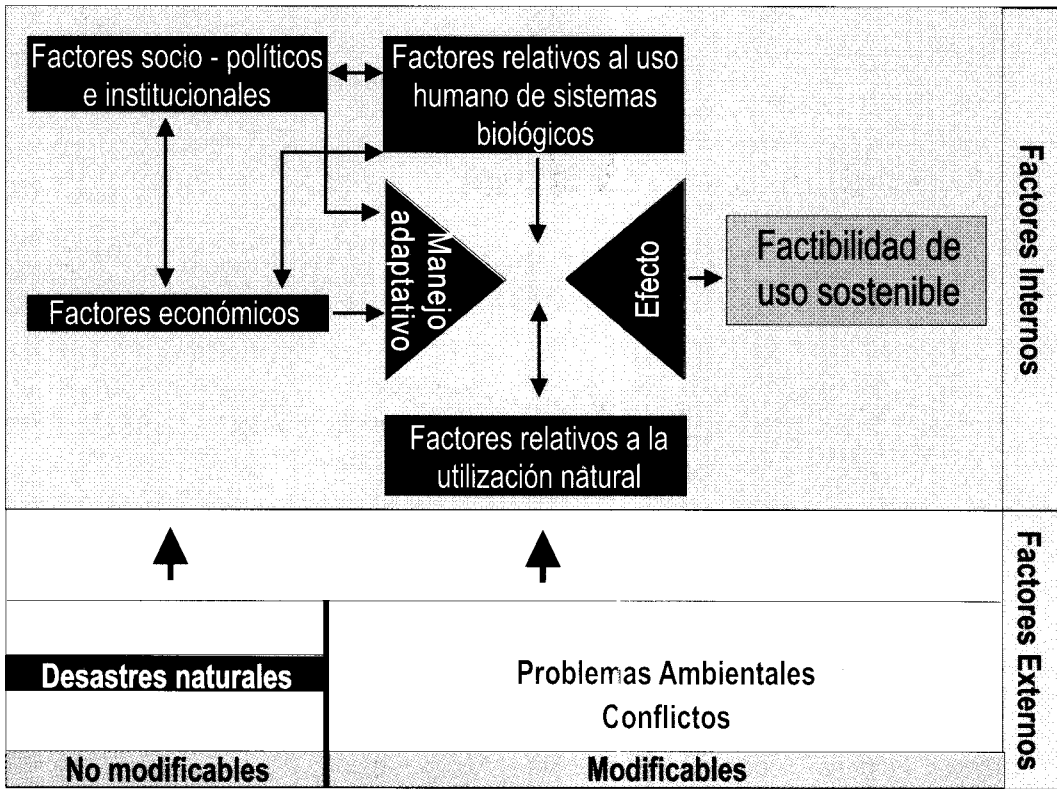 Factores socio - políticos
e institucionales
Factores relativos al uso
humano de sistemas
biológicos
Factores económicos
Manejo
adaptativo
Efecto
Factibilidad de
uso sostenible
Factores relativos a la
utilización natural
Factores Internos
Desastres naturales
Problemas Ambientales
Conflictos
No modificables
Modificables
Factores Externos